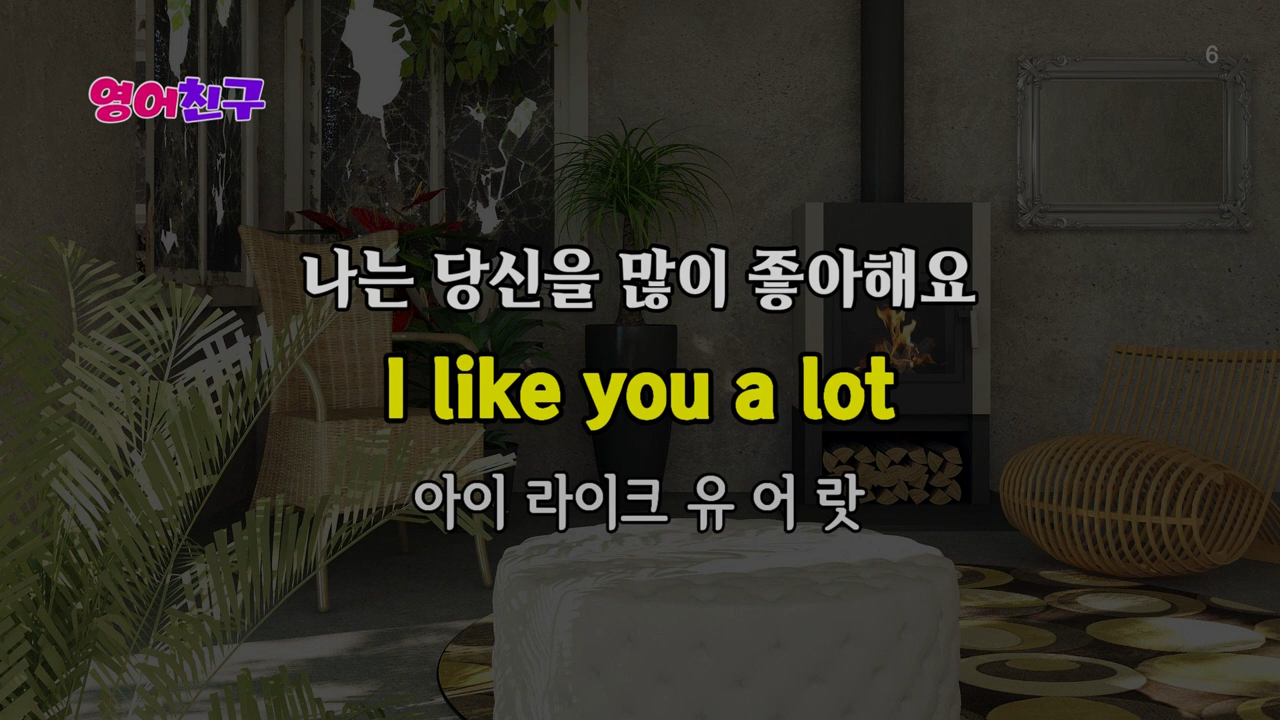 6
영어친구
나는 당신을 많이 좋아해요
I like you a lot
아이 라이크 유 어 랏